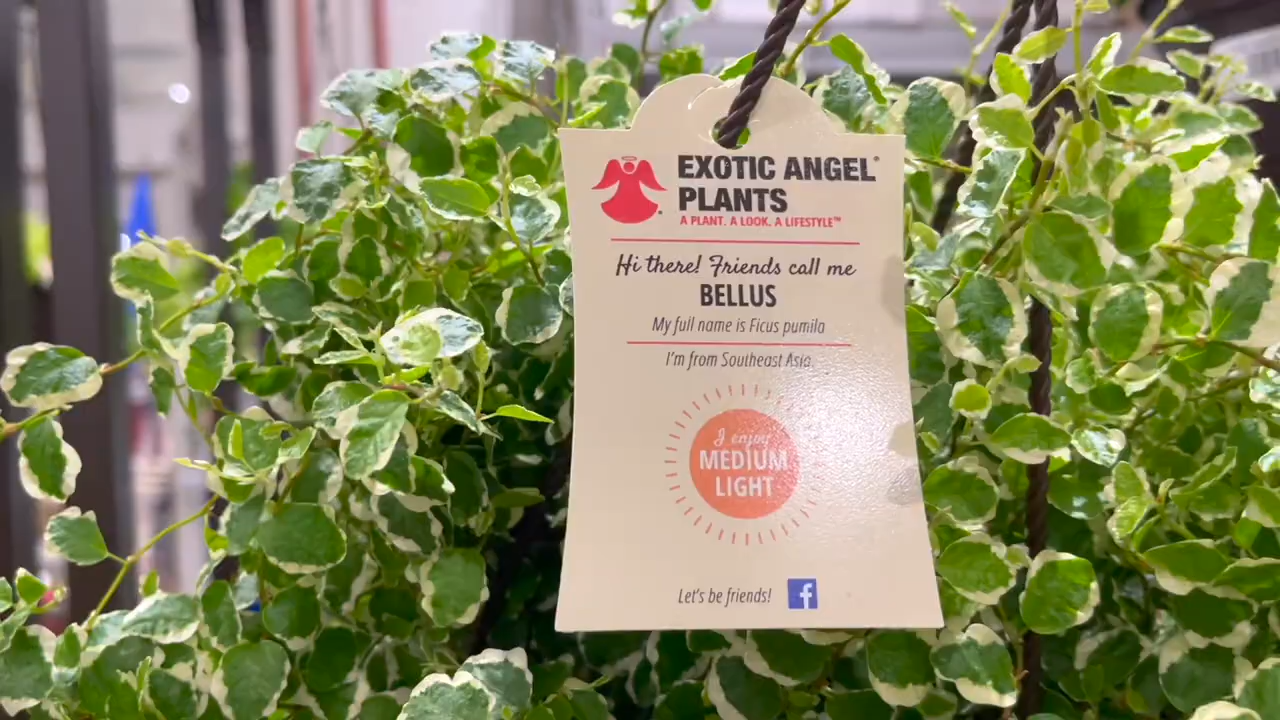 EXOTIC ANGEL®
PLANTS
A PLANT. A LOOK. A LIFESTYLE™
Hi there! Friends call me
BELLUS
My full name is Ficus pumila
I'm from Southeast Asia.
I enjoy
MEDIUM
LIGHT
Let's be friends! f